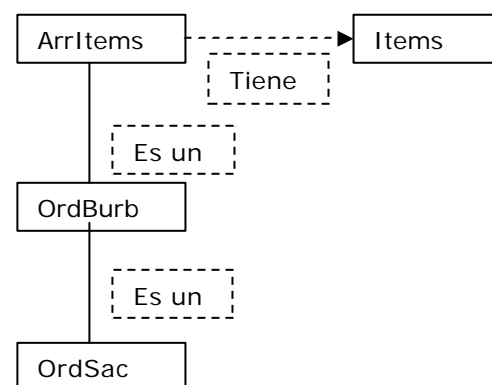 ArrItems
Items
Tiene
Es un
OrdBurb
Es un
OrdSac